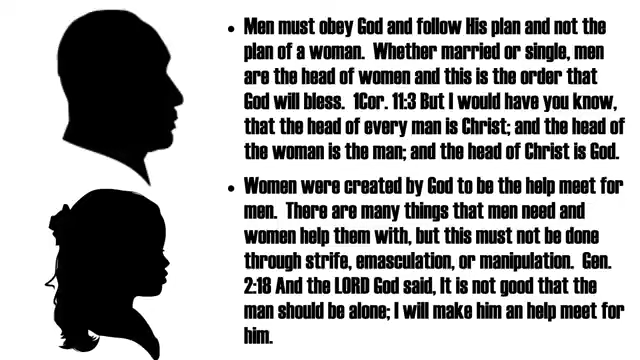 • Men must obey God and follow His plan and not the
plan of a woman.  Whether married or single, men
are the head of women and this is the order that
God will bless.  1Cor. 11:3 But I would have you know,
that the head of every man is Christ; and the head of
the woman is the man; and the head of Christ is God.
• Women were created by God to be the help meet for
men.  There are many things that men need and
women help them with, but this must not be done
through strife, emasculation, or manipulation.  Gen.
2:18 And the LORD God said, It is not good that the
man should be alone; I will make him an help meet for
him.